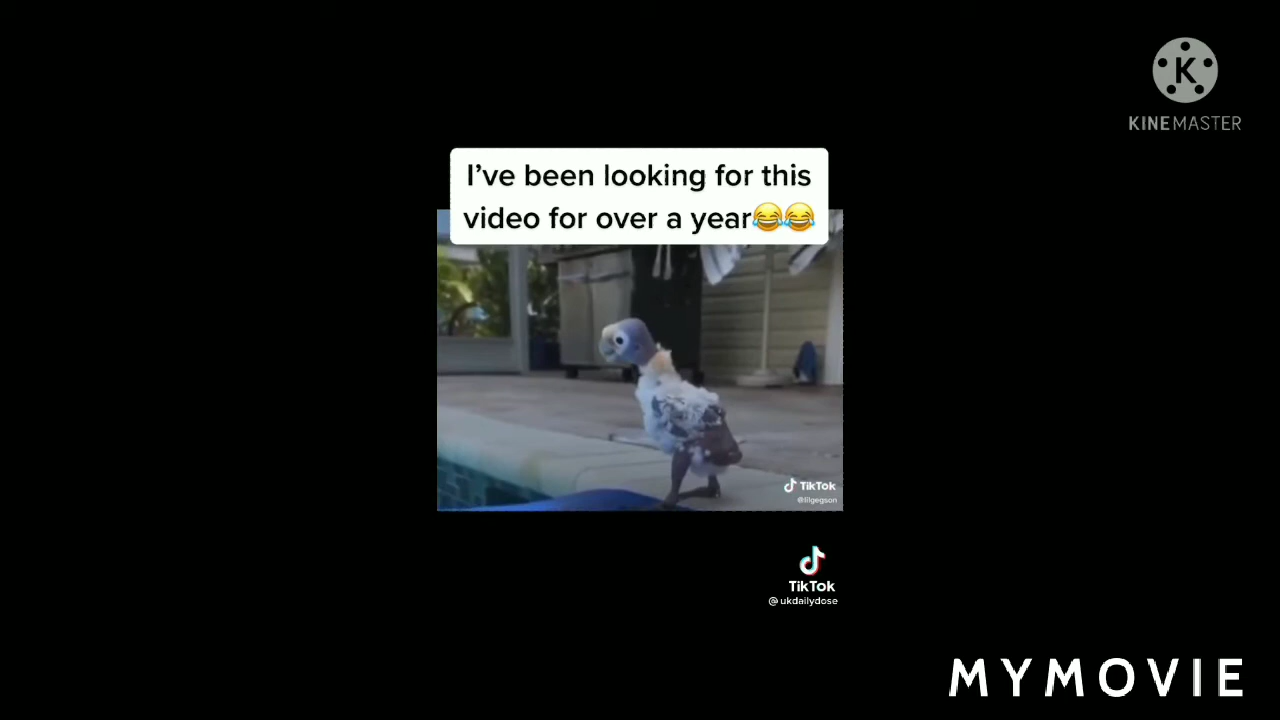 KINEMASTER
I've been looking for this
video for over a year😂😂
TikTok
@lilgegson
TikTok
@ukdailydose
MYMOVIE